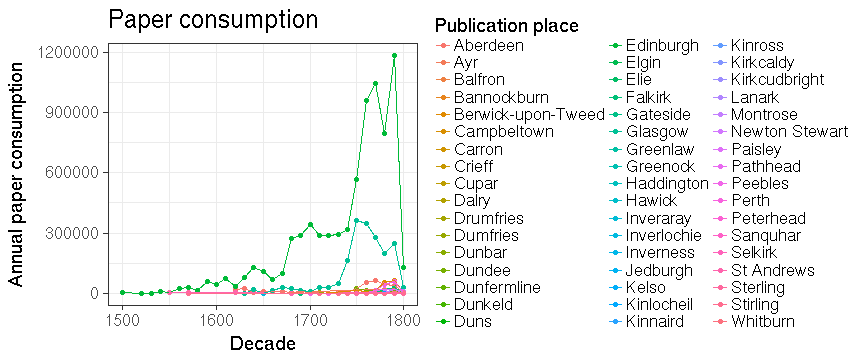 Paper consumption
Annual paper consumption
1200000
900000
600000
300000
0
1500
1600
1700
1800
Decade
Publication place
Aberdeen
Ayr
Balfron
Bannockburn
Berwick-upon-Tweed
Campbeltown
Carron
Crieff
Cupar
Dalry
Drumfries
Dumfries
Dunbar
Dundee
Dunfermline
Dunkeld
Duns
Edinburgh
Elgin
Elie
Falkirk
Gateside
Glasgow
Greenlaw
Greenock
Haddington
Hawick
Inveraray
Inverlochie
Inverness
Jedburgh
Kelso
Kinlocheil
Kinnaird
Kinross
Kirkcaldy
Kirkcudbright
Lanark
Montrose
Newton Stewart
Paisley
Pathhead
Peebles
Perth
Peterhead
Sanquhar
Selkirk
St Andrews
Sterling
Stirling
Whitburn